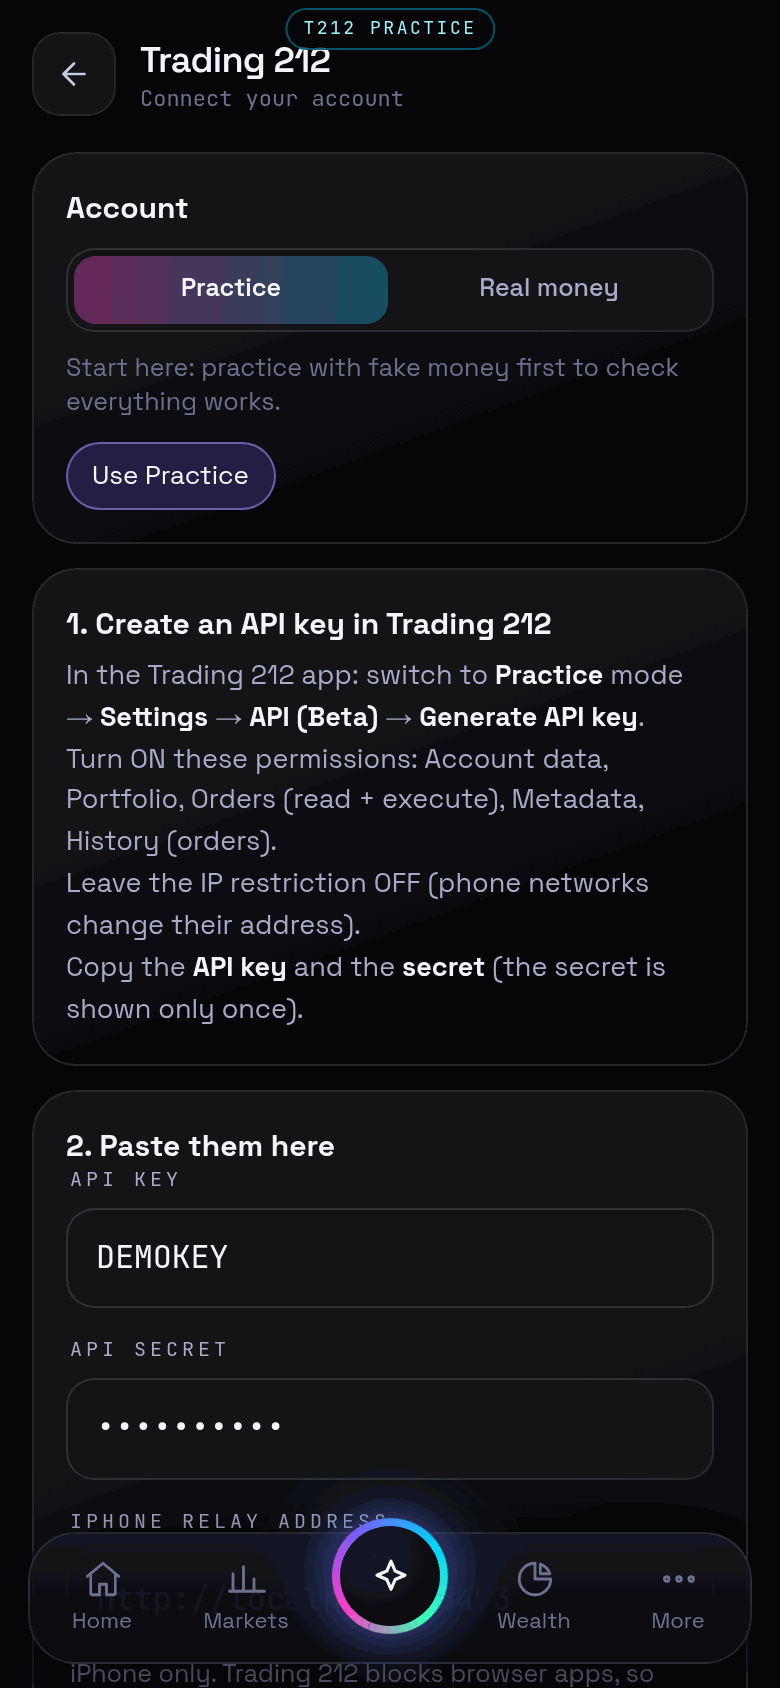 T212 PRACTICE
Trading 212
Connect your account
Account
Practice
Real money
Start here: practice with fake money first to check
everything works.
Use Practice
1. Create an API key in Trading 212
In the Trading 212 app: switch to Practice mode
→ Settings → API (Beta) → Generate API key.
Turn ON these permissions: Account data,
Portfolio, Orders (read + execute), Metadata,
History (orders).
Leave the IP restriction OFF (phone networks
change their address).
Copy the API key and the secret (the secret is
shown only once).
2. Paste them here
API KEY
DEMOKEY
API SECRET
••••••••••
IPHONE RELAY ADDRESS
Home
Markets
Wealth
More
iPhone only. Trading 212 blocks browser apps, so